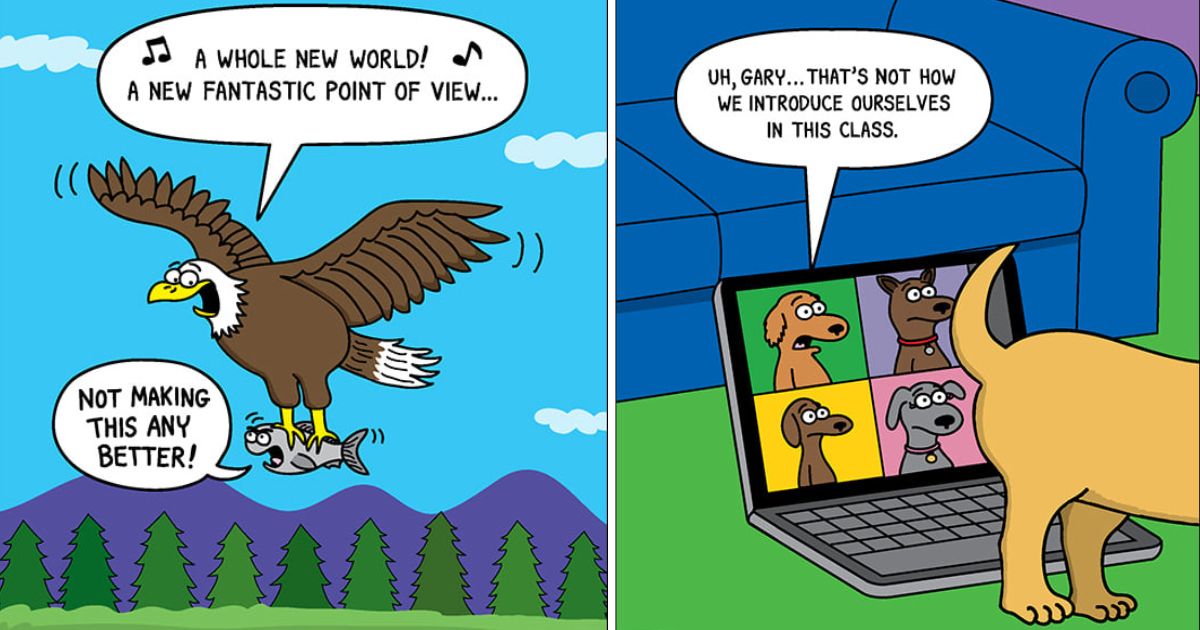 A WHOLE NEW WORLD!
A NEW FANTASTIC POINT OF VIEW...
NOT MAKING
THIS ANY
BETTER!
UH, GARY...THAT'S NOT HOW
WE INTRODUCE OURSELVES
IN THIS CLASS.